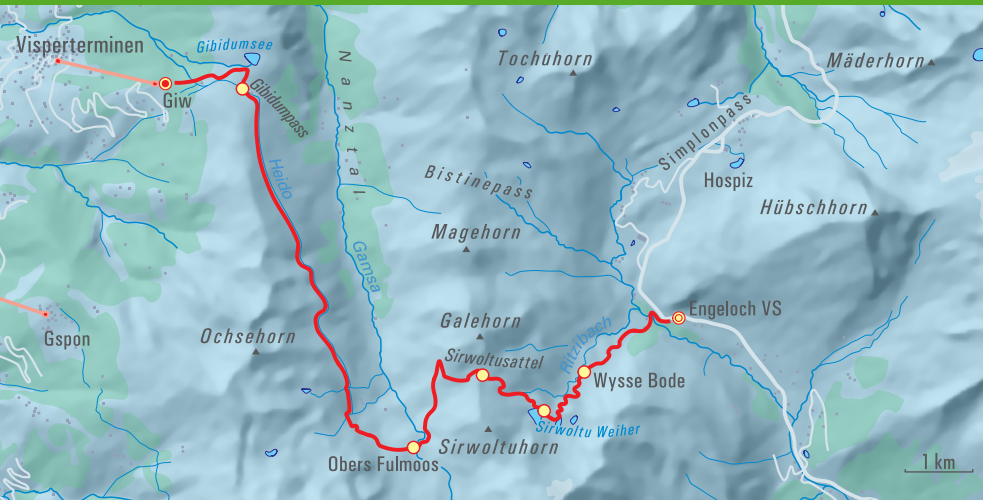 Visperterminen
Gibidumsee
Tochuhorn
Mäderhorn
Giw
Gibidumpass
Nanztal
Simplonpass
Heido
Bistinepass
Hospiz
Hübschhorn
Magehorn
Gamsa
Gspon
Ochsehorn
Galehorn
Ritzibach
Engeloch VS
Sirwoltusattel
Wysse Bode
Sirwoltu Weiher
Sirwoltuhorn
Obers Fulmoos
1 km